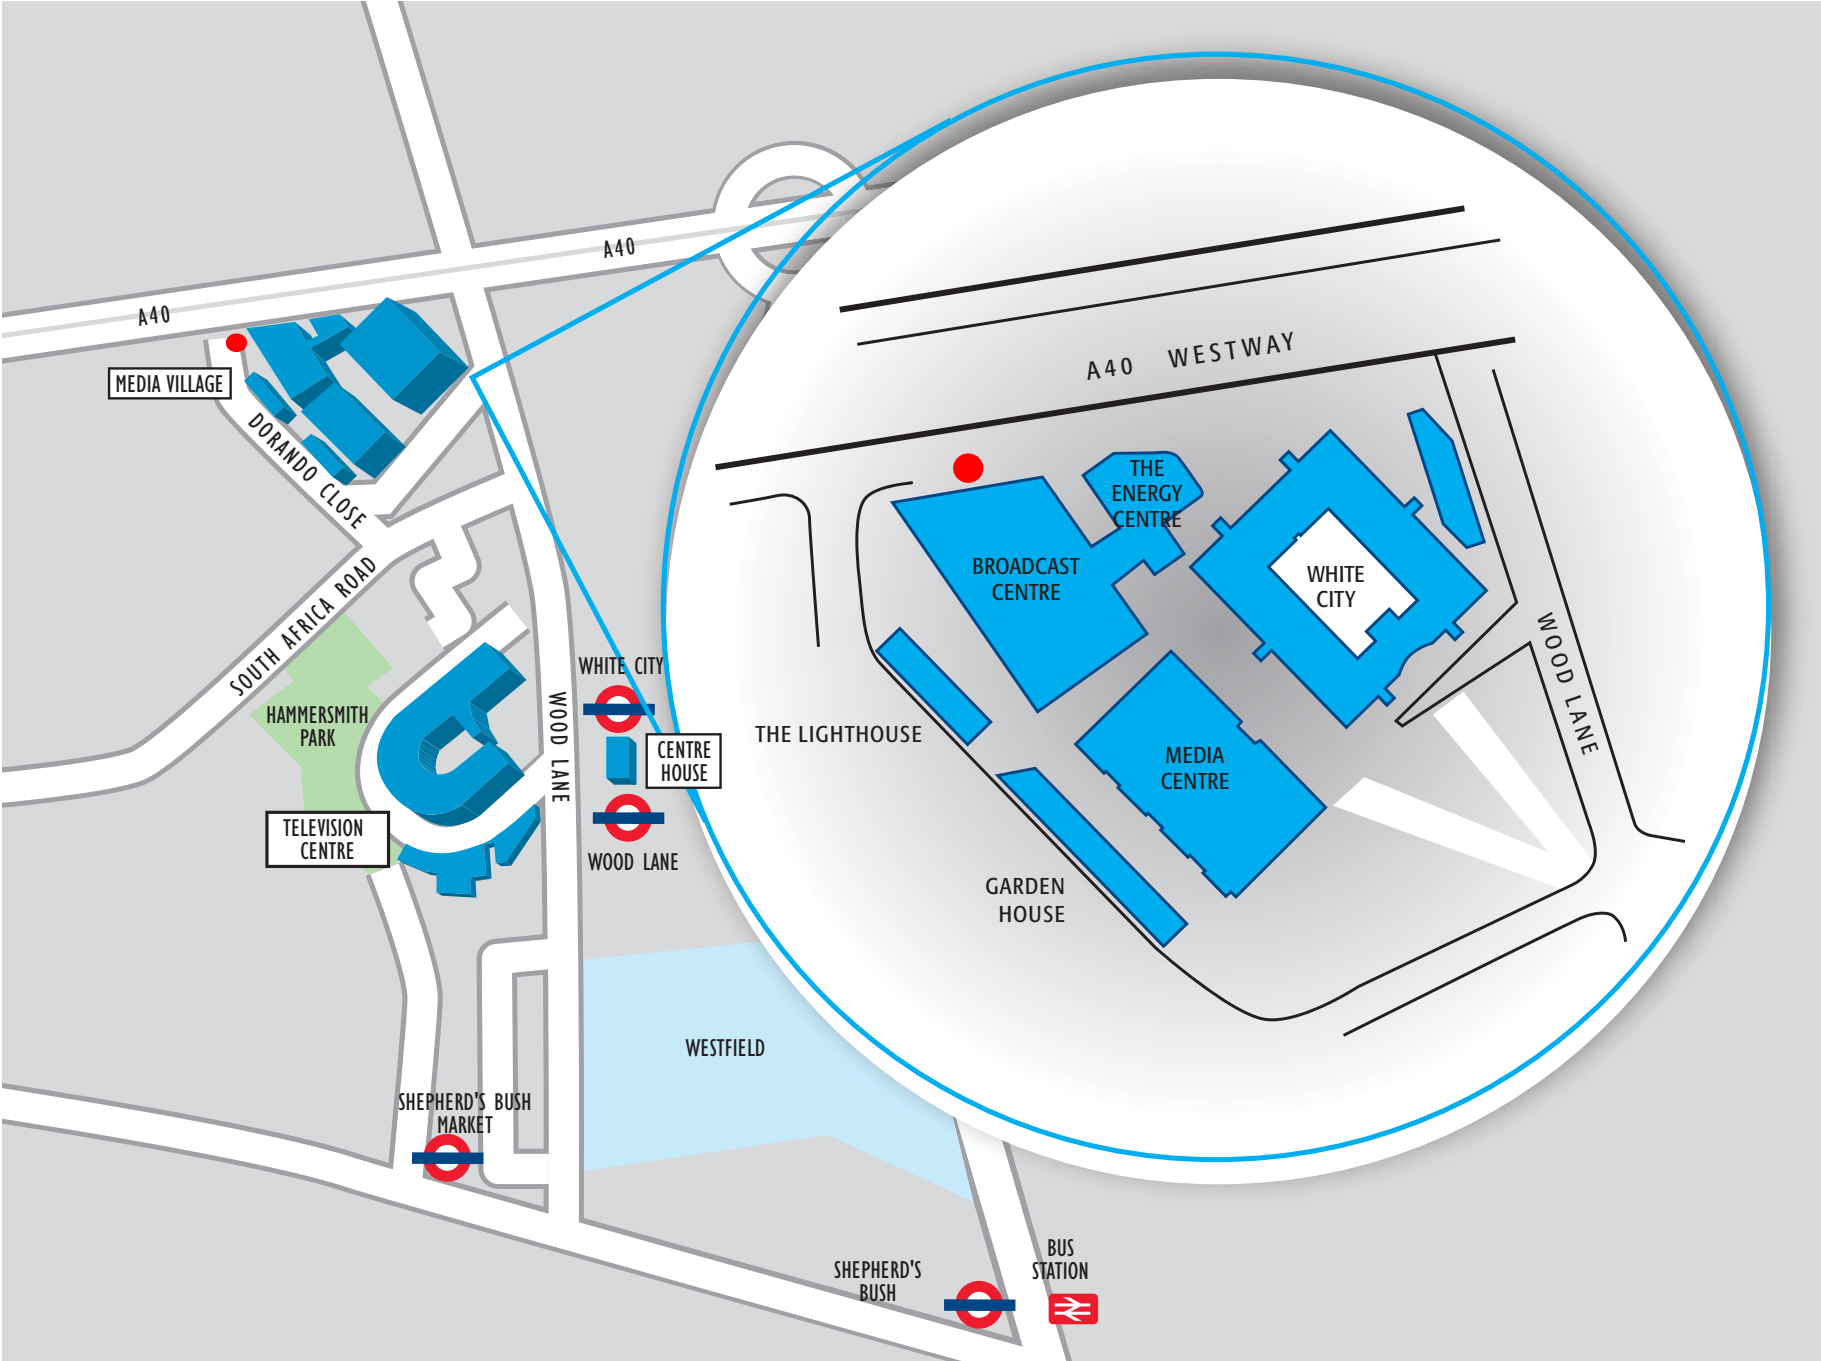 A40
A40
MEDIA VILLAGE
DORANDO CLOSE
SOUTH AFRICA ROAD
HAMMERSMITH
PARK
TELEVISION
CENTRE
WHITE CITY
CENTRE
HOUSE
WOOD LANE
WOOD LANE
WESTFIELD
SHEPHERD'S BUSH
MARKET
SHEPHERD'S
BUSH
BUS
STATION
A40 WESTWAY
THE
ENERGY
CENTRE
BROADCAST
CENTRE
WHITE
CITY
WOOD LANE
THE LIGHTHOUSE
MEDIA
CENTRE
GARDEN
HOUSE